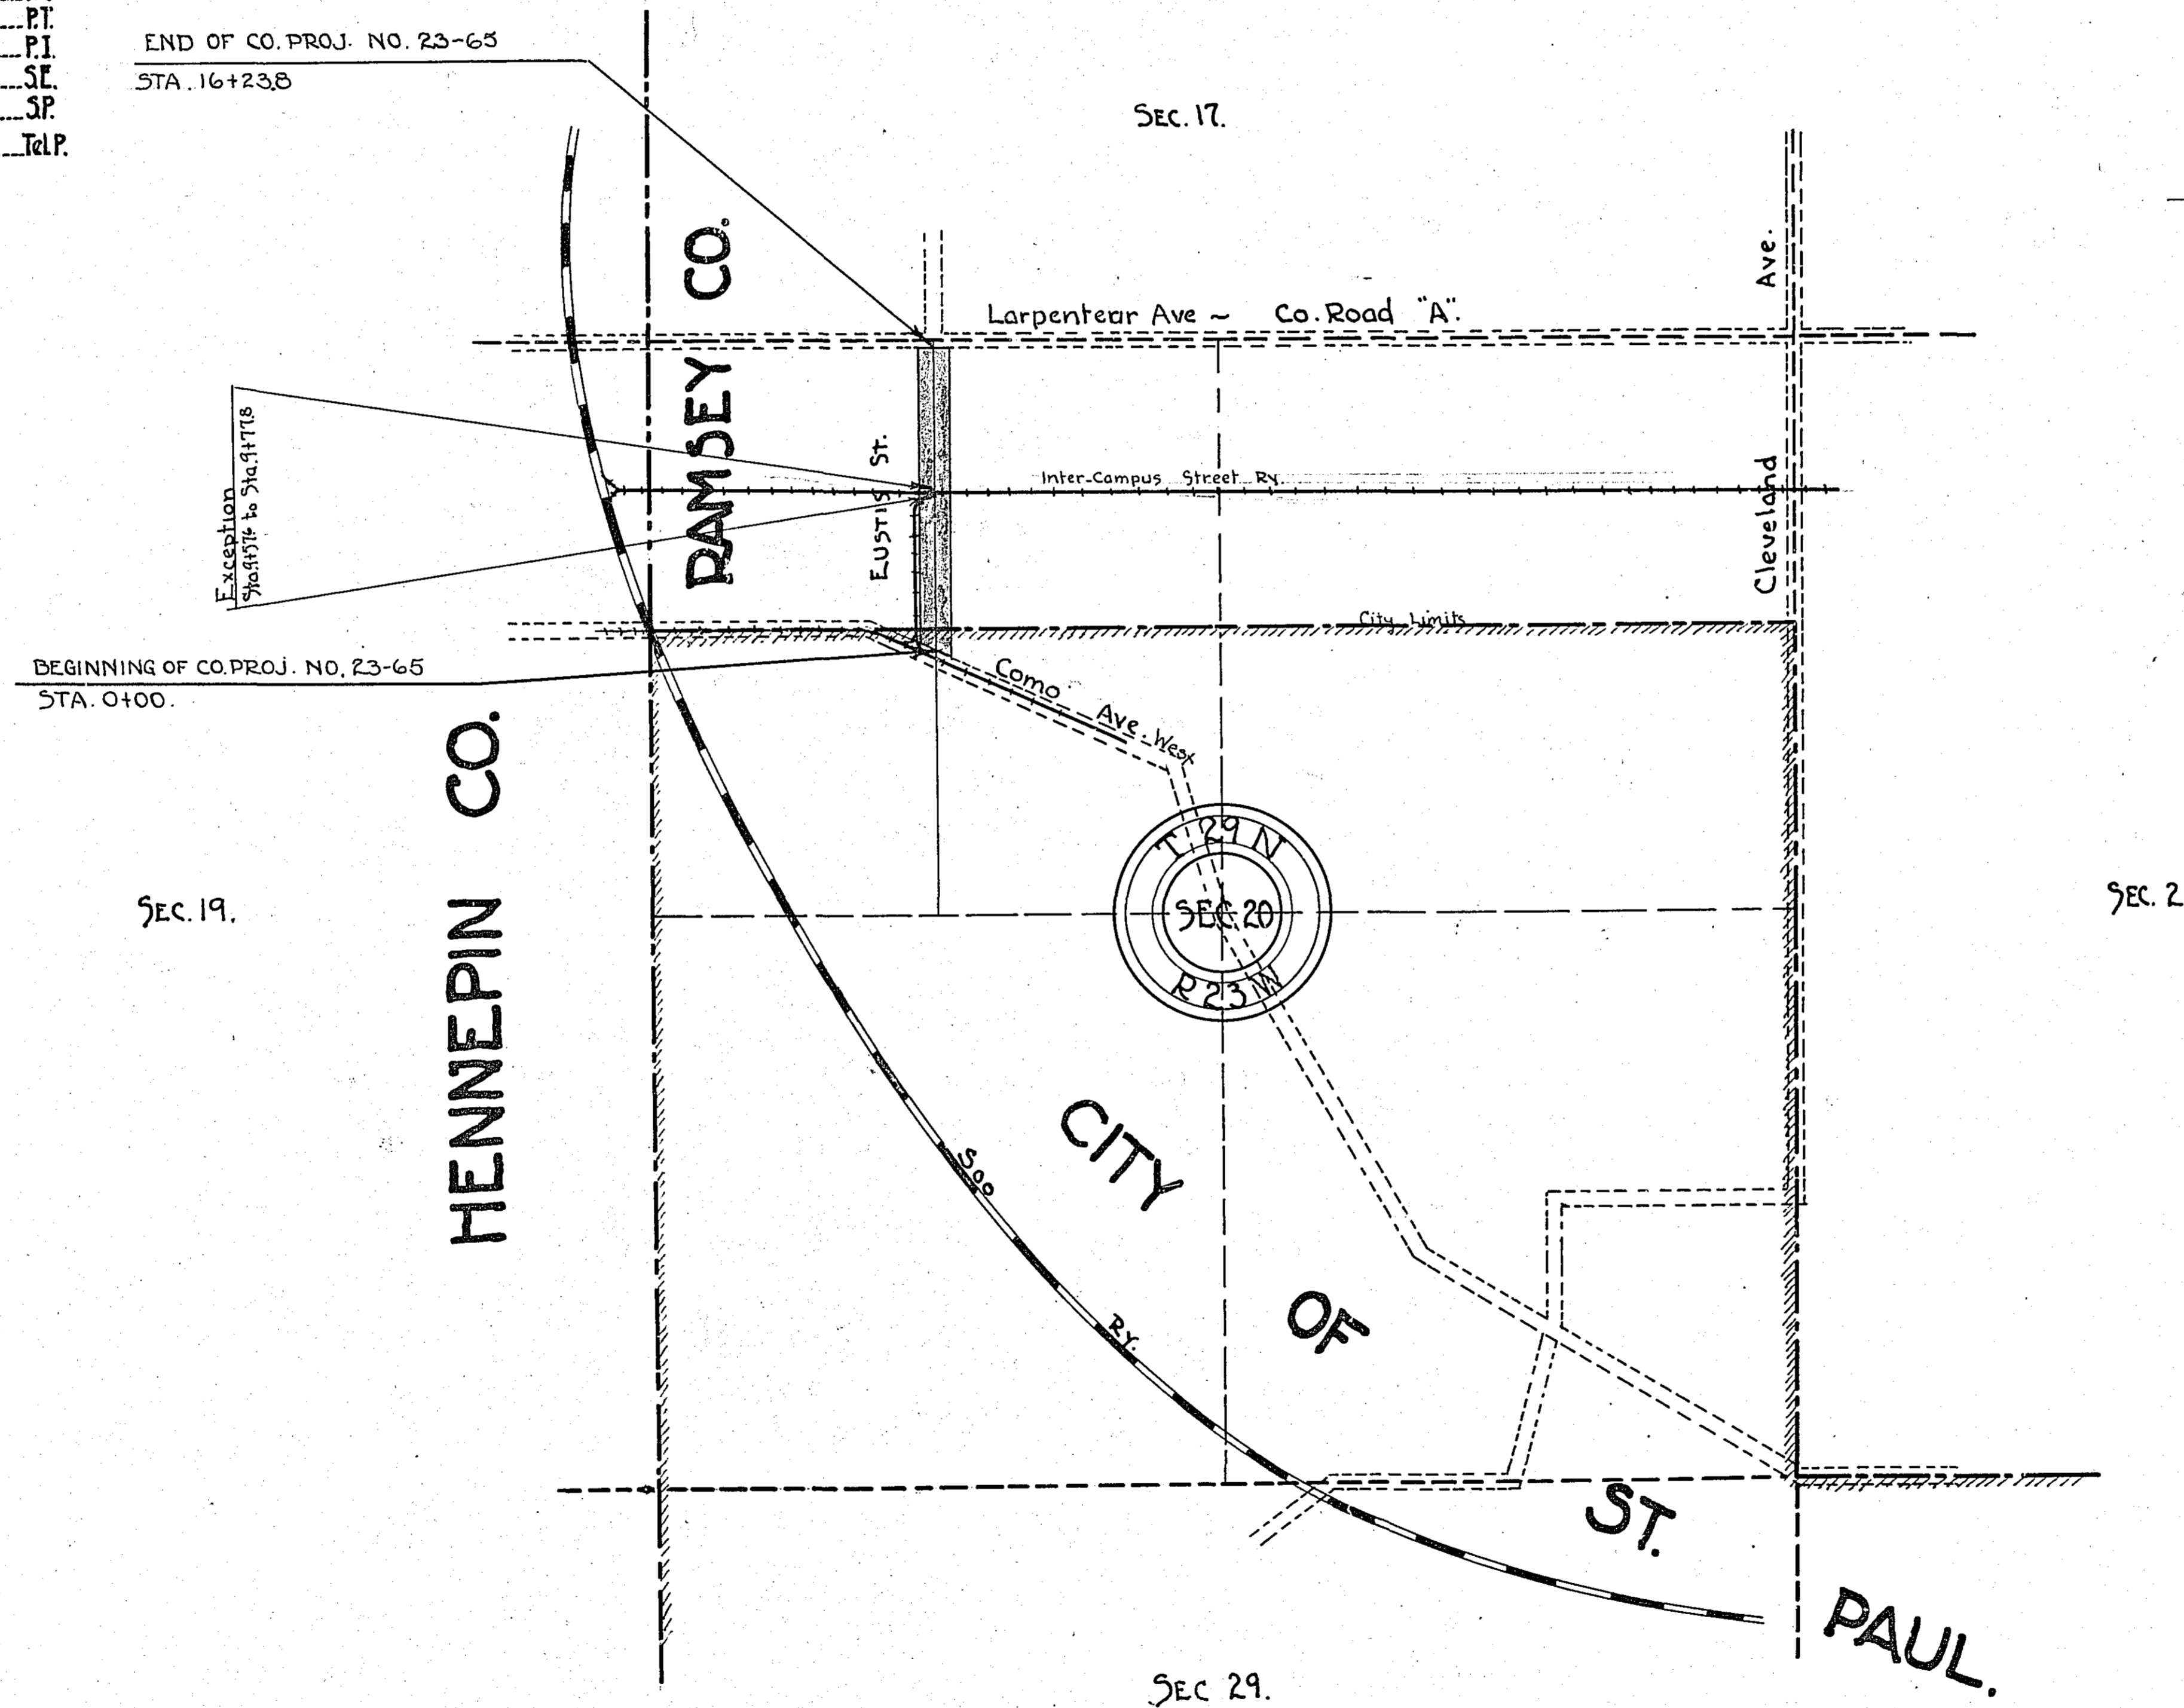 P.T.
P.I.
S.E.
S.P.
Tel P.
END OF CO. PROJ. NO. 23-65
STA. 16+23.8
SEC. 17.
RAMSEY CO.
Larpentear Ave ~ Co. Road "A".
Cleveland Ave.
Exception
Sta. 9+57.6 to Sta. 9+77.8
EUSTIS St.
Inter-Campus Street Ry.
City Limits
BEGINNING OF CO. PROJ. NO. 23-65
STA. 0+00.
Como Ave. West
HENNEPIN CO.
T 29 N
SEC. 20
R 23 W
SEC. 19.
SEC. 2
SOO RY.
CITY OF ST. PAUL.
SEC 29.